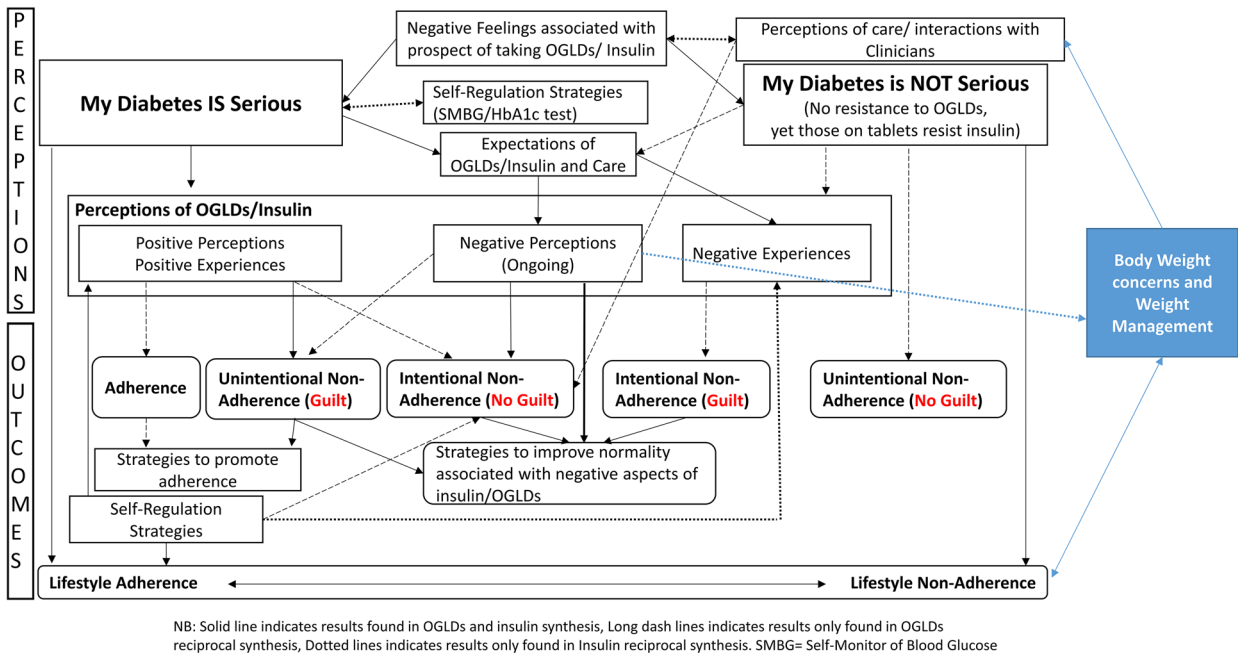 PERCEPTIONS
Negative Feelings associated with
prospect of taking OGLDs/ Insulin
Perceptions of care/ interactions with
Clinicians
My Diabetes IS Serious
Self-Regulation Strategies
(SMBG/HbA1c test)
My Diabetes is NOT Serious
(No resistance to OGLDs,
yet those on tablets resist insulin)
Expectations of
OGLDs/Insulin and Care
Perceptions of OGLDs/Insulin
Positive Perceptions
Positive Experiences
Negative Perceptions
(Ongoing)
Negative Experiences
Body Weight
concerns and
Weight
Management
OUTCOMES
Adherence
Unintentional Non-
Adherence (Guilt)
Intentional Non-
Adherence (No Guilt)
Intentional Non-
Adherence (Guilt)
Unintentional Non-
Adherence (No Guilt)
Strategies to promote
adherence
Strategies to improve normality
associated with negative aspects of
insulin/OGLDs
Self-Regulation
Strategies
Lifestyle Adherence
Lifestyle Non-Adherence
NB: Solid line indicates results found in OGLDs and insulin synthesis, Long dash lines indicates results only found in OGLDs
reciprocal synthesis, Dotted lines indicates results only found in Insulin reciprocal synthesis. SMBG= Self-Monitor of Blood Glucose